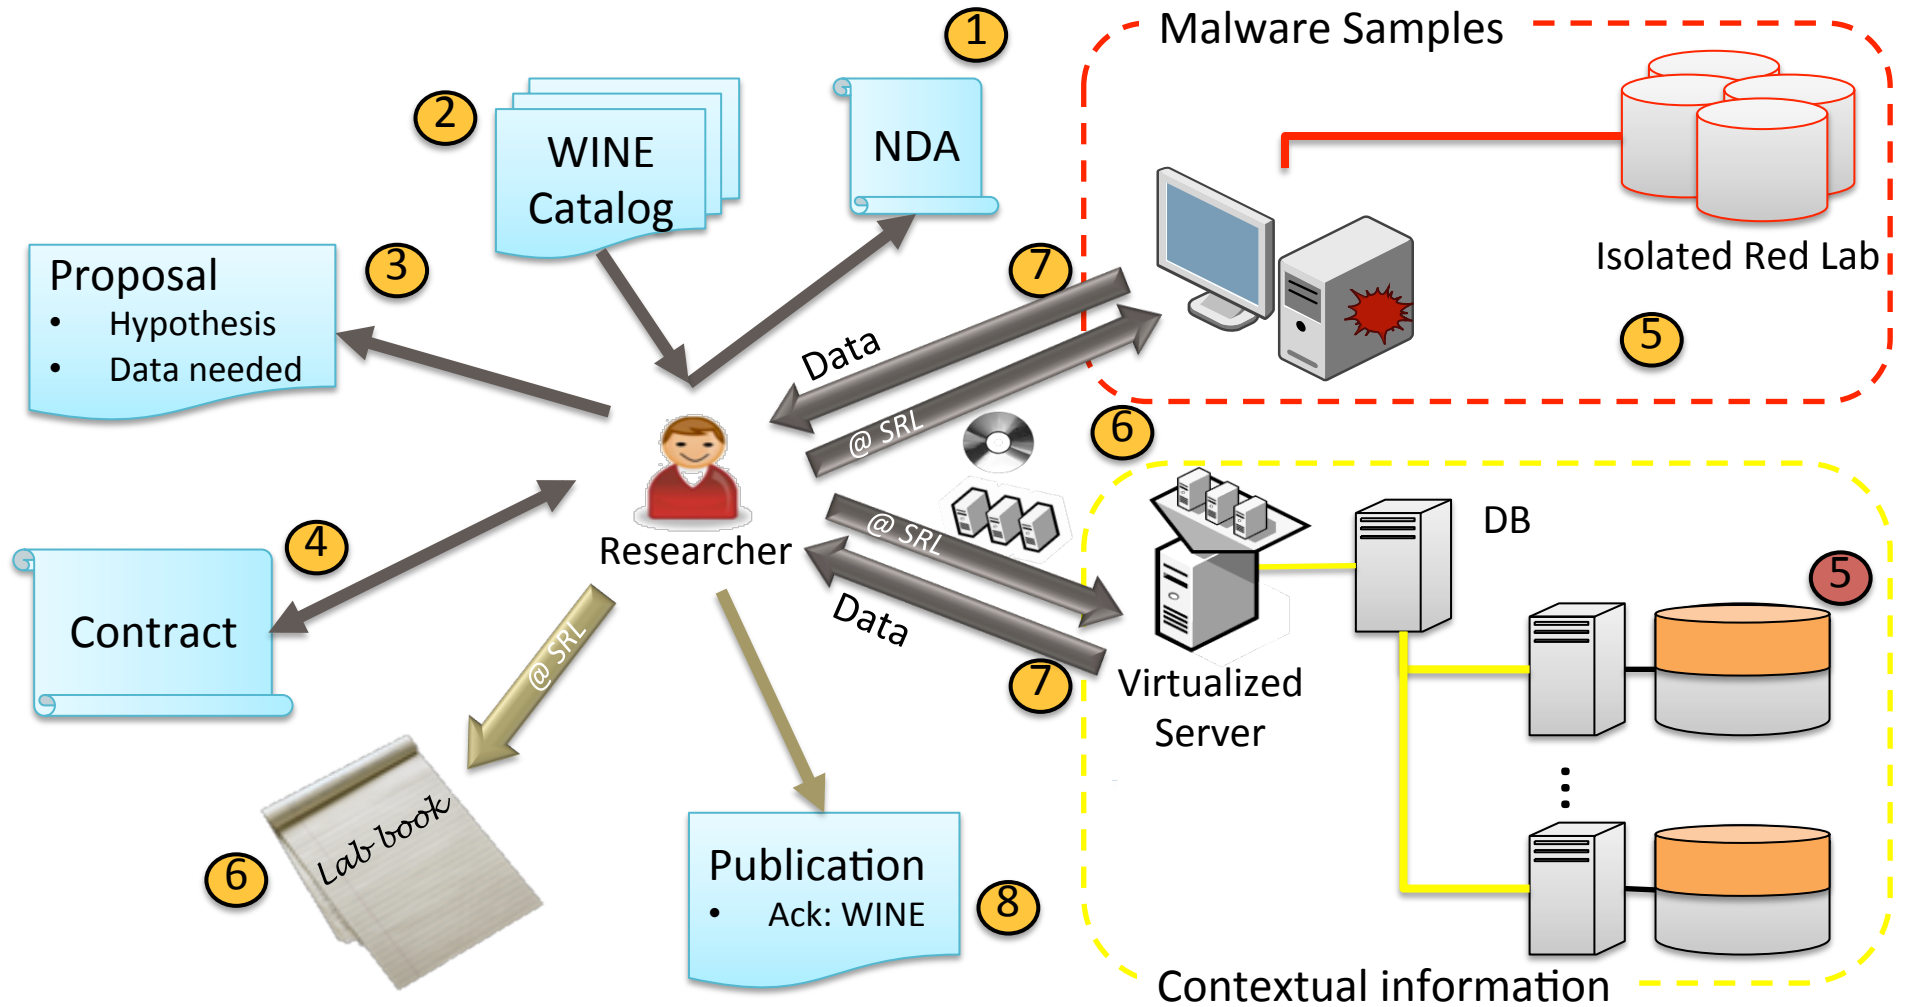 1
Malware Samples
2
WINE
Catalog
NDA
3
Proposal
• Hypothesis
• Data needed
7
Isolated Red Lab
5
Data
@ SRL
6
Researcher
@ SRL
Data
DB
5
4
Contract
@ SRL
7
Virtualized
Server
Lab book
6
Publication
• Ack: WINE
8
Contextual information